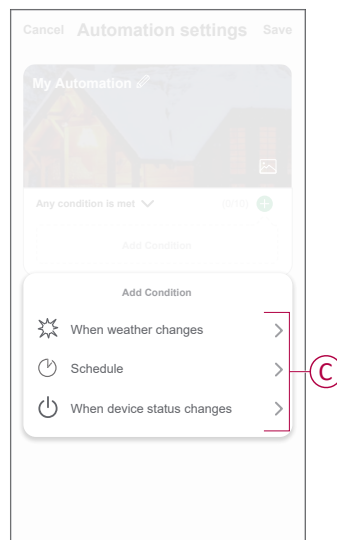 Cancel Automation settings Save
My Automation
Any condition is met (0/10)
Add Condition
Add Condition
When weather changes
Schedule
When device status changes
C